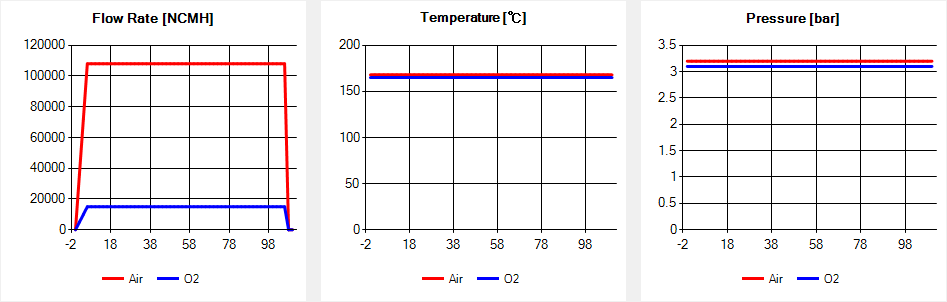 Flow Rate [NCMH]
120000
100000
80000
60000
40000
20000
0
-2 18 38 58 78 98
Air O2
Temperature [℃]
200
150
100
50
0
-2 18 38 58 78 98
Air O2
Pressure [bar]
3.5
3
2.5
2
1.5
1
0.5
0
-2 18 38 58 78 98
Air O2